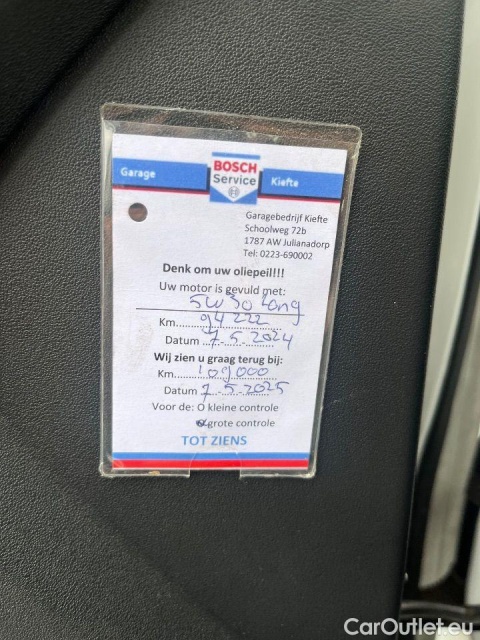 Garage
BOSCH
Service
Kiefte
Garagebedrijf Kiefte
Schoolweg 72b
1787 AW Julianadorp
Tel: 0223-690002
Denk om uw oliepeil!!!
Uw motor is gevuld met:
5W30 Long
Km......94222......
Datum ..7.-.5.-.2024
Wij zien u graag terug bij:
Km......109000......
Datum ..7.-.5.-.2025
Voor de: O kleine controle
O grote controle
TOT ZIENS
CarOutlet.eu